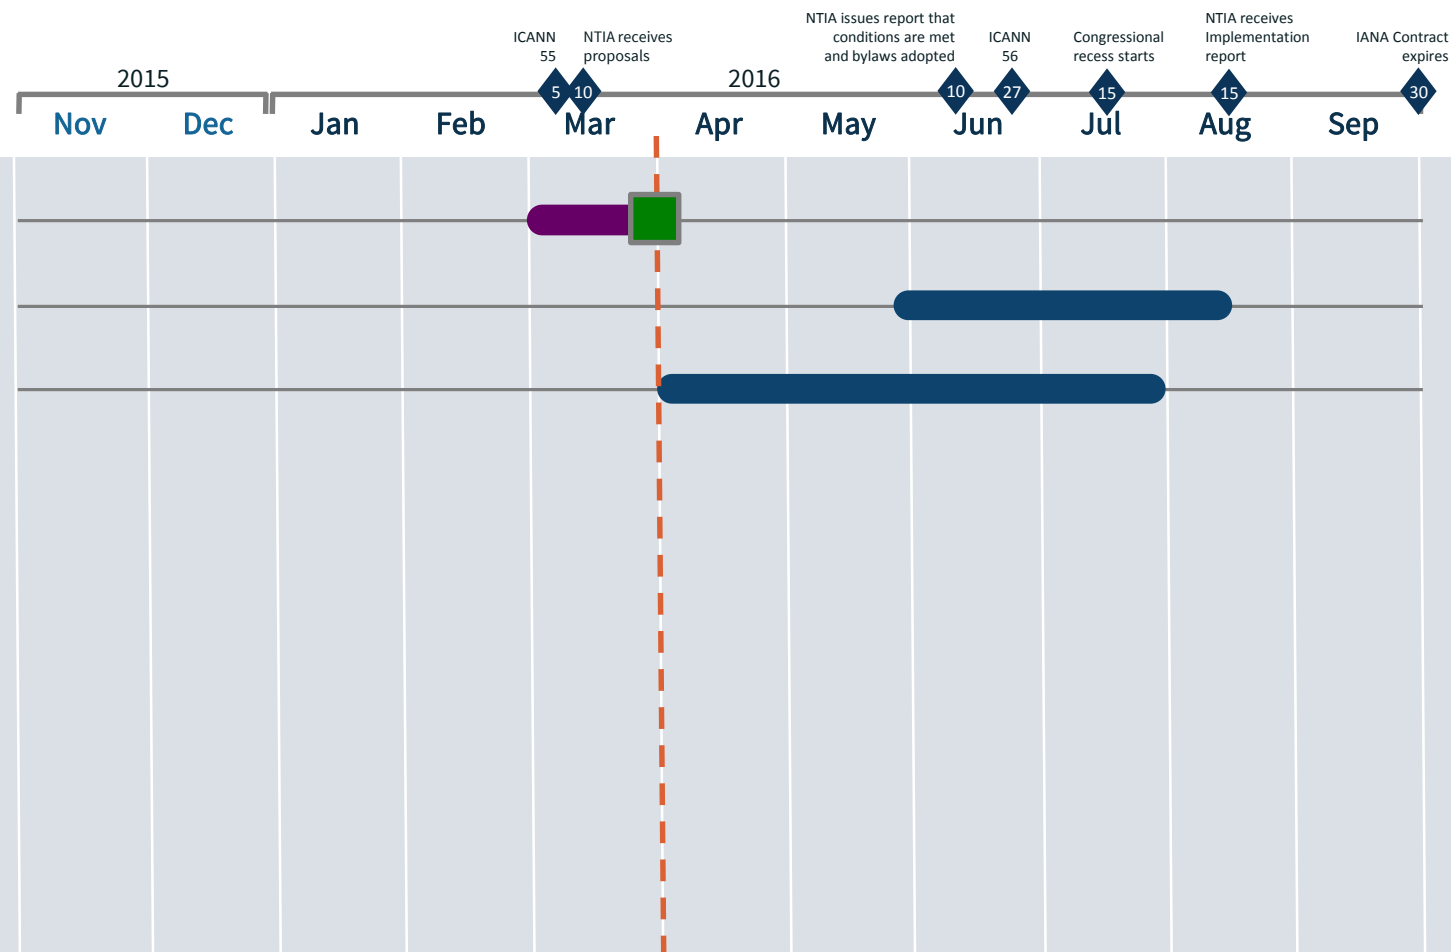 NTIA issues report that
conditions are met
and bylaws adopted
NTIA receives
Implementation
report
ICANN
55
NTIA receives
proposals
ICANN
56
Congressional
recess starts
IANA Contract
expires
2015
2016
5
10
10
27
15
15
30
Nov
Dec
Jan
Feb
Mar
Apr
May
Jun
Jul
Aug
Sep